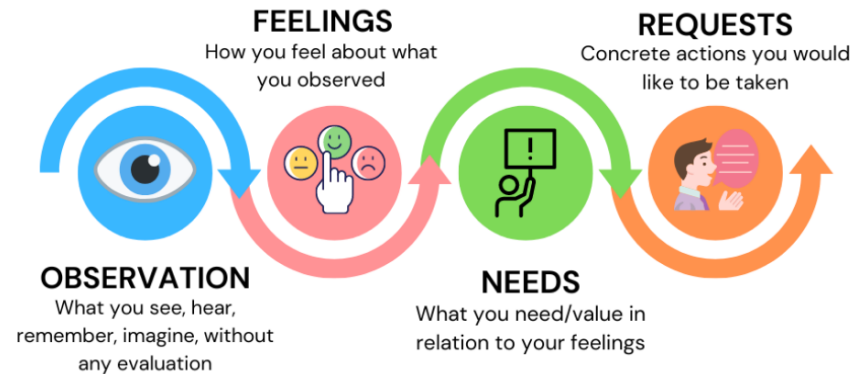 OBSERVATION
What you see, hear,
remember, imagine, without
any evaluation
FEELINGS
How you feel about what
you observed
NEEDS
What you need/value in
relation to your feelings
REQUESTS
Concrete actions you would
like to be taken
!